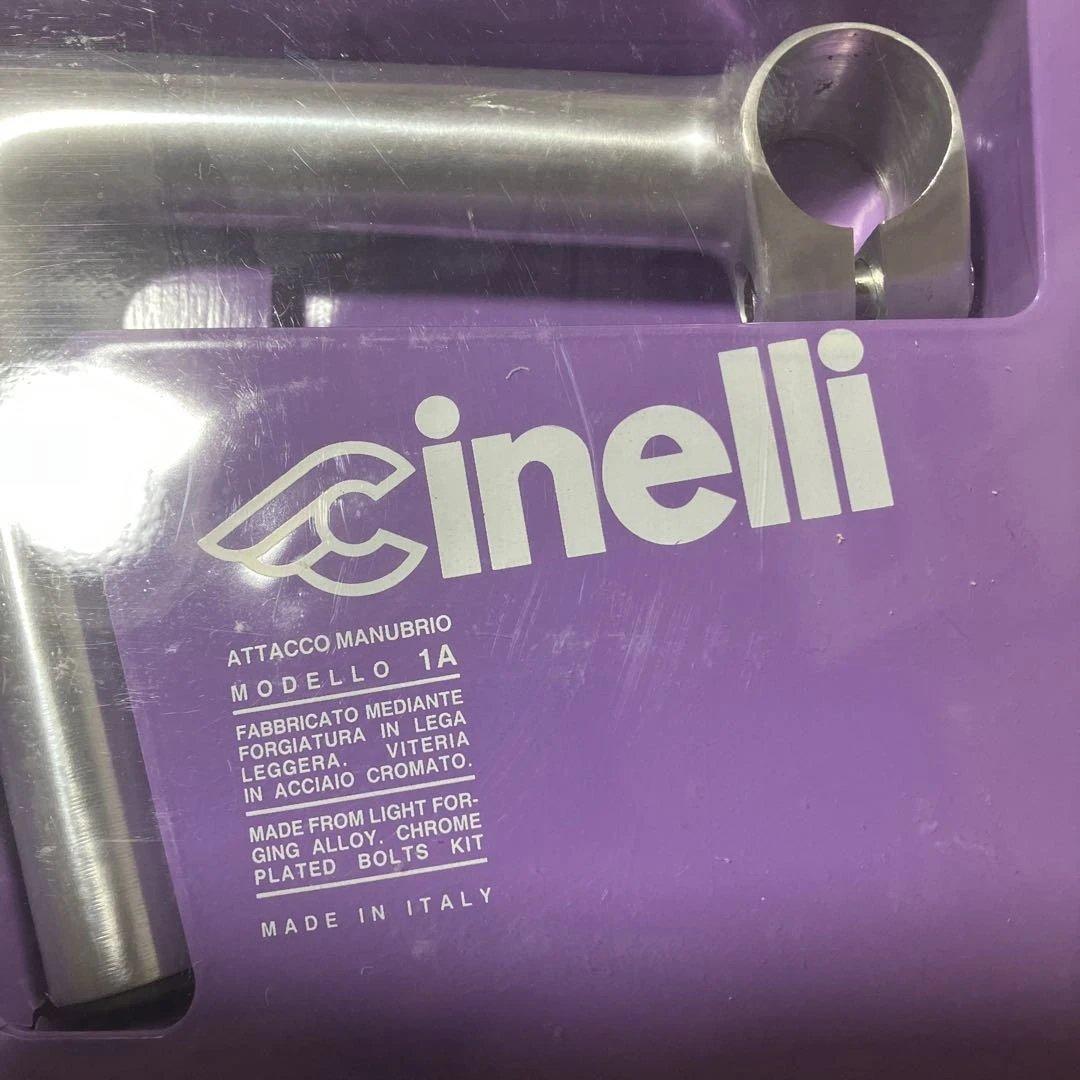 Cinelli
ATTACCO MANUBRIO
MODELLO 1A
FABBRICATO MEDIANTE
FORGIATURA IN LEGA
LEGGERA. VITERIA
IN ACCIAIO CROMATO.
MADE FROM LIGHT FOR-
GING ALLOY. CHROME
PLATED BOLTS KIT
MADE IN ITALY